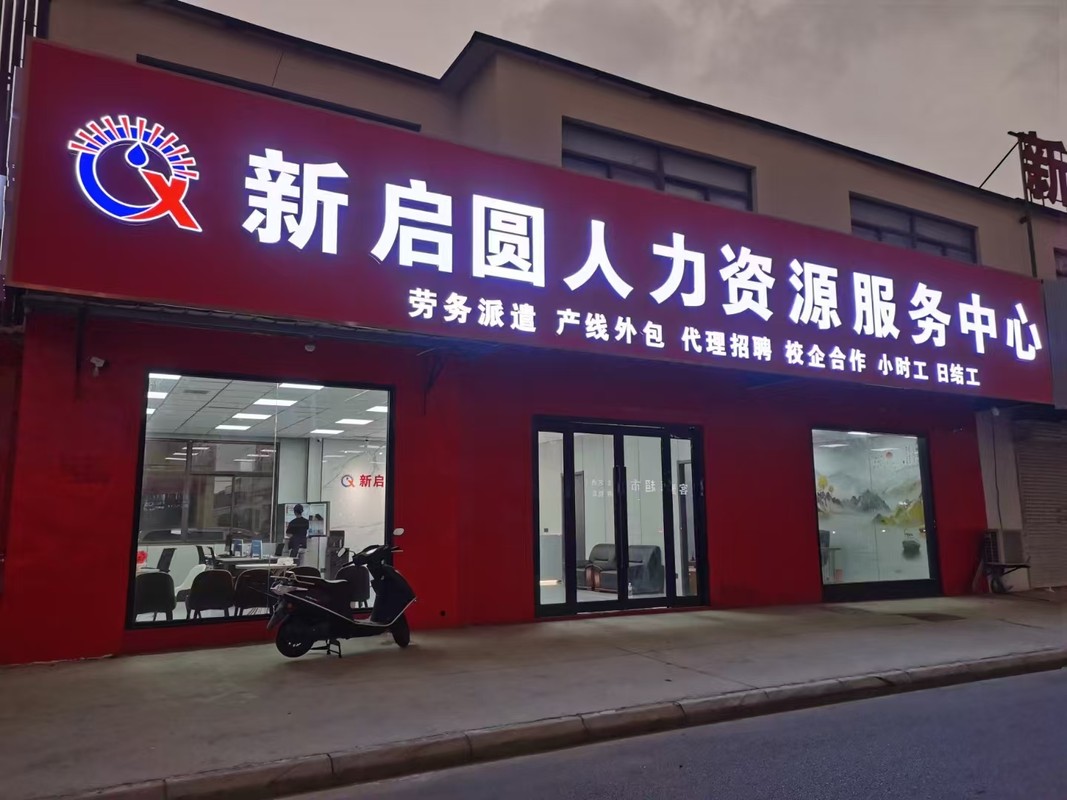 新启圆人力资源服务中心
劳务派遣 产线外包 代理招聘 校企合作 小时工 日结工
新启
新